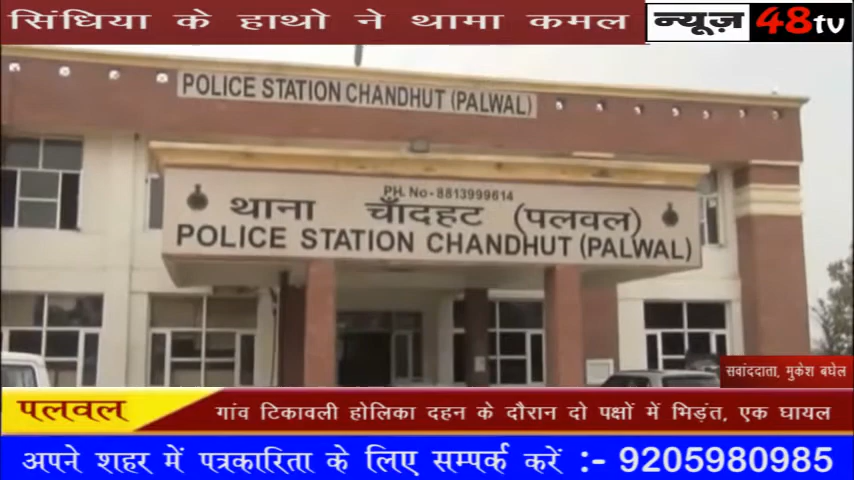 सिंधिया के हाथो ने थामा कमल
न्यूज़ 48tv
POLICE STATION CHANDHUT (PALWAL)
PH. No - 8813999614
थाना चाँदहट (पलवल)
POLICE STATION CHANDHUT (PALWAL)
सवांददाता, मुकेश बघेल
पलवल् गांव टिकावली होलिका दहन के दौरान दो पक्षों में भिड़ंत, एक घायल
अपने शहर में पत्रकारिता के लिए सम्पर्क करें :- 9205980985